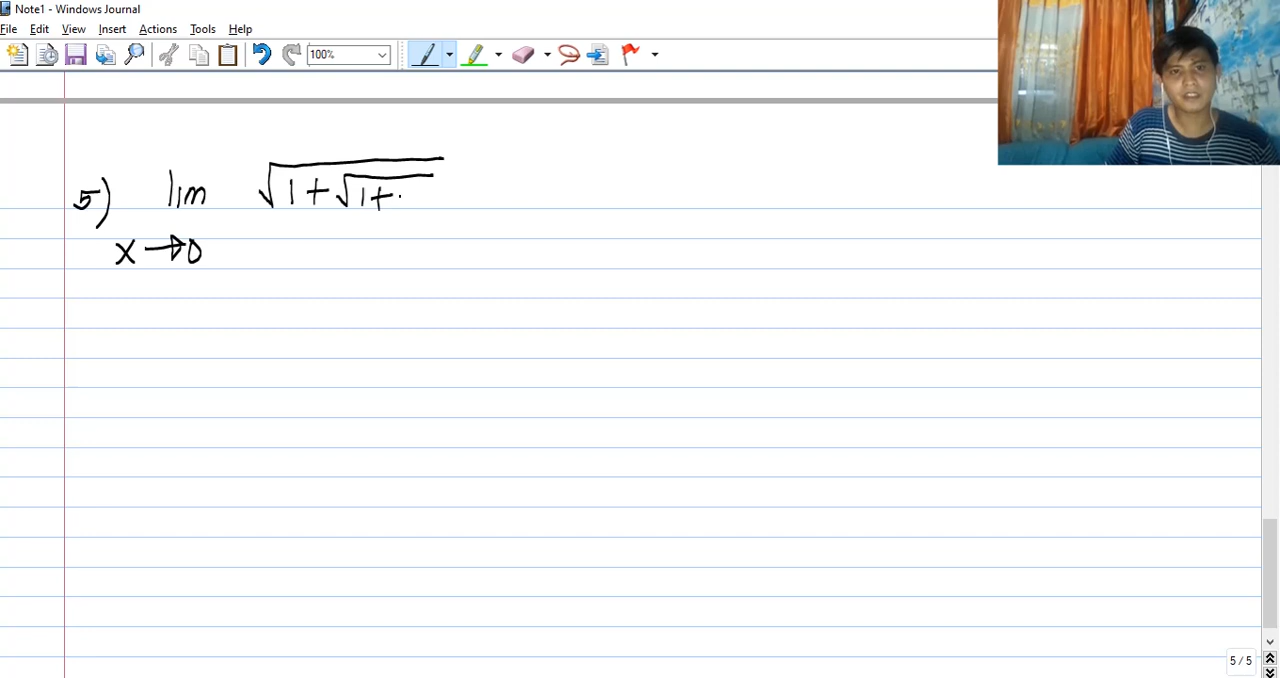 Note1 - Windows Journal
File Edit View Insert Actions Tools Help
100%
5) lim √1+√1+.
x→0
5 / 5